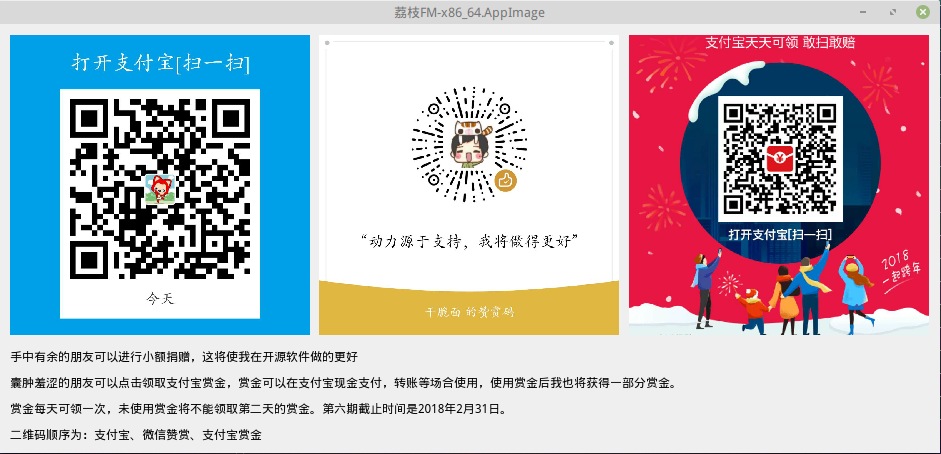 荔枝FM-x86_64.AppImage
打开支付宝[扫一扫]
今天
“动力源于支持，我将做得更好”
干脆面 的赞赏码
支付宝天天可领 敢扫敢赔
打开支付宝[扫一扫]
2018
一起跨年
手中有余的朋友可以进行小额捐赠，这将使我在开源软件做的更好
囊肿羞涩的朋友可以点击领取支付宝赏金，赏金可以在支付宝现金支付，转账等场合使用，使用赏金后我也将获得一部分赏金。
赏金每天可领一次，未使用赏金将不能领取第二天的赏金。第六期截止时间是2018年2月31日。
二维码顺序为：支付宝、微信赞赏、支付宝赏金